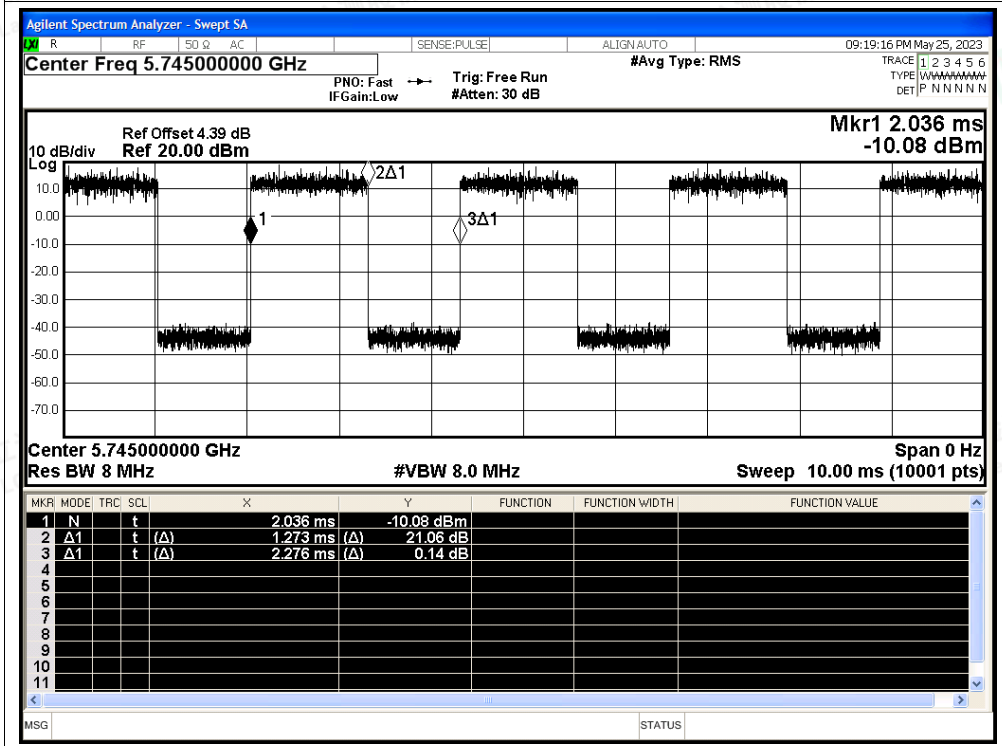 Agilent Spectrum Analyzer - Swept SA
LXI R RF 50 Ω AC SENSE:PULSE ALIGN AUTO 09:19:16 PM May 25, 2023
Center Freq 5.745000000 GHz #Avg Type: RMS TRACE 1 2 3 4 5 6
PNO: Fast Trig: Free Run TYPE
IFGain:Low #Atten: 30 dB DET P N N N N N
Mkr1 2.036 ms
Ref Offset 4.39 dB
10 dB/div Ref 20.00 dBm -10.08 dBm
Log
10.0
2Δ1
0.00
1
3Δ1
-10.0
-20.0
-30.0
-40.0
-50.0
-60.0
-70.0
Center 5.745000000 GHz Span 0 Hz
Res BW 8 MHz #VBW 8.0 MHz Sweep 10.00 ms (10001 pts)
MKR MODE TRC SCL X Y FUNCTION FUNCTION WIDTH FUNCTION VALUE
1 N t 2.036 ms -10.08 dBm
2 Δ1 t (Δ) 1.273 ms (Δ) 21.06 dB
3 Δ1 t (Δ) 2.276 ms (Δ) 0.14 dB
4
5
6
7
8
9
10
11
MSG STATUS